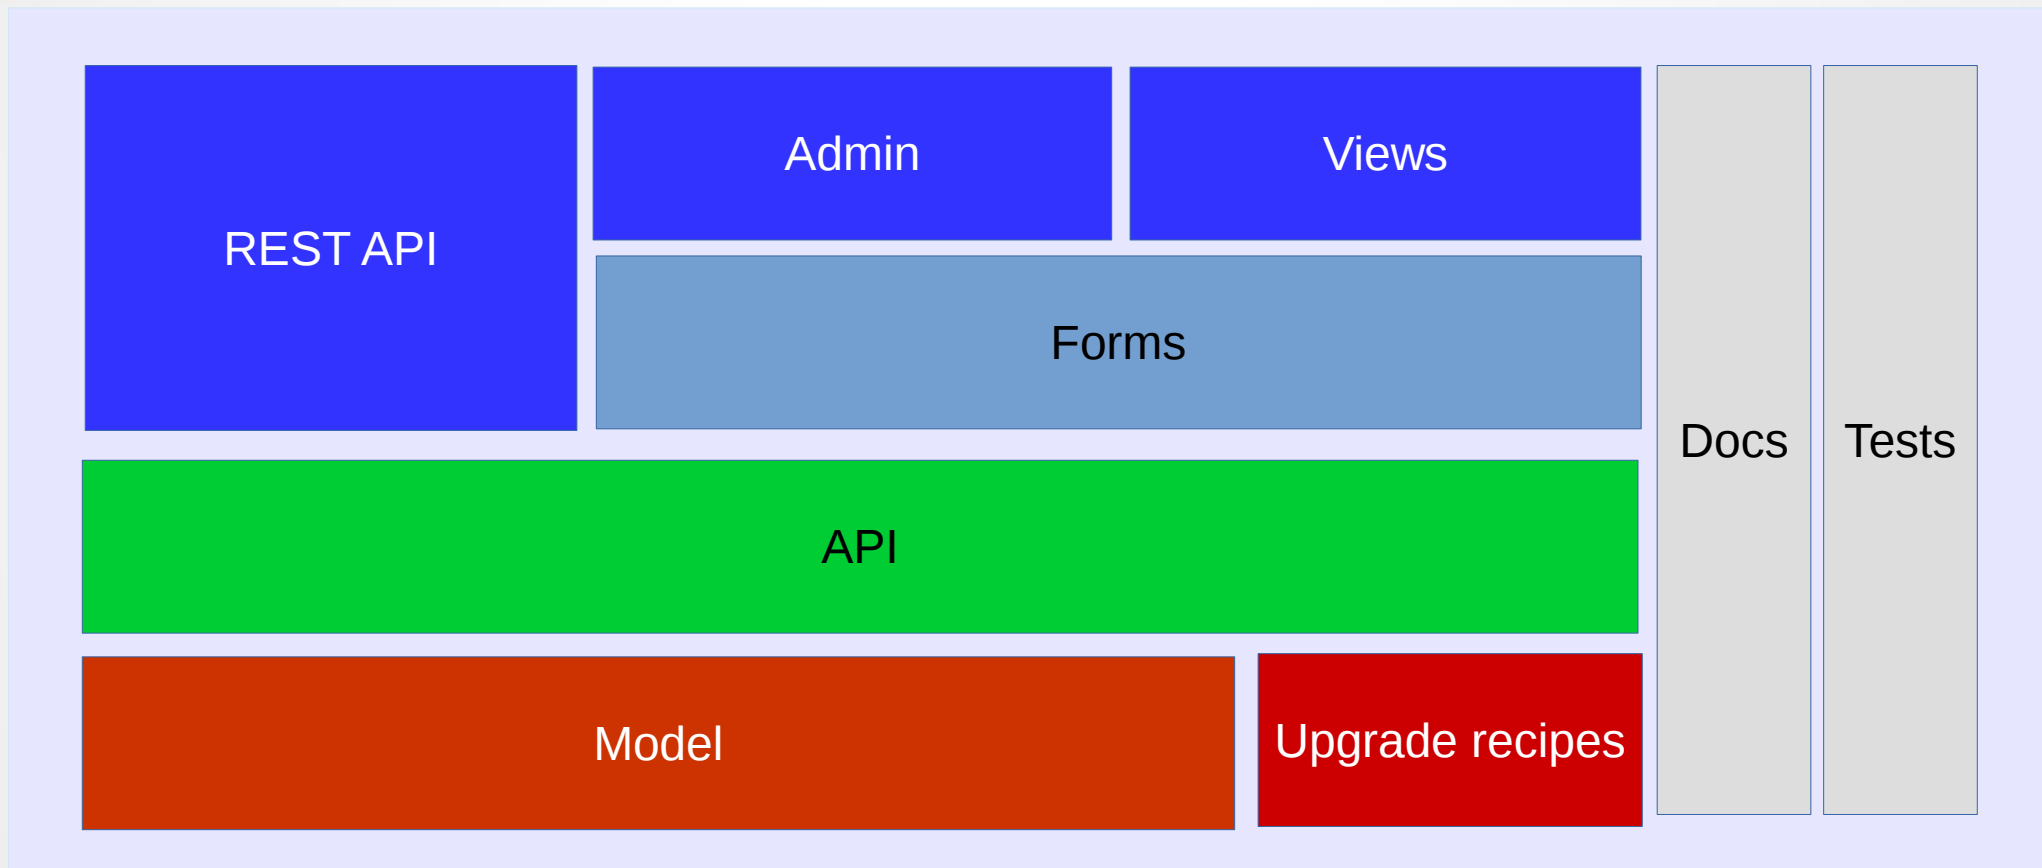 REST API
Admin
Views
Forms
Docs
Tests
API
Model
Upgrade recipes